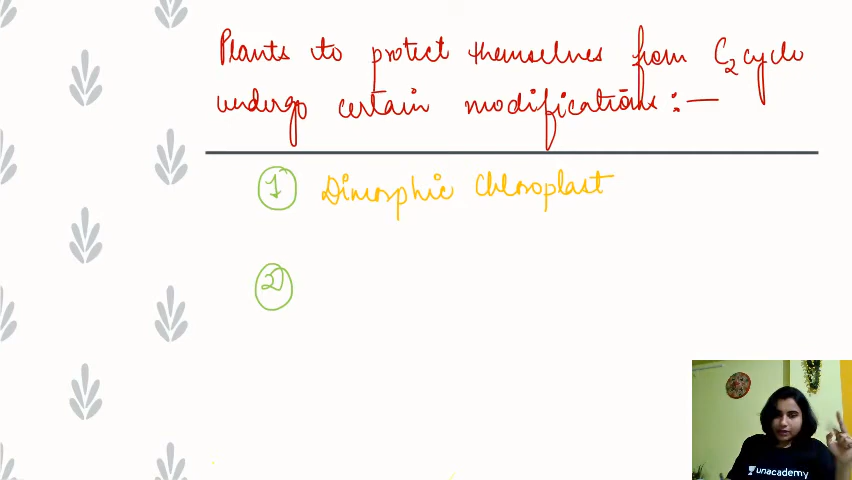 Plants to protect themselves from C₂ cycle
undergo certain modifications :—
① Dimorphic Chloroplast
②
unacademy